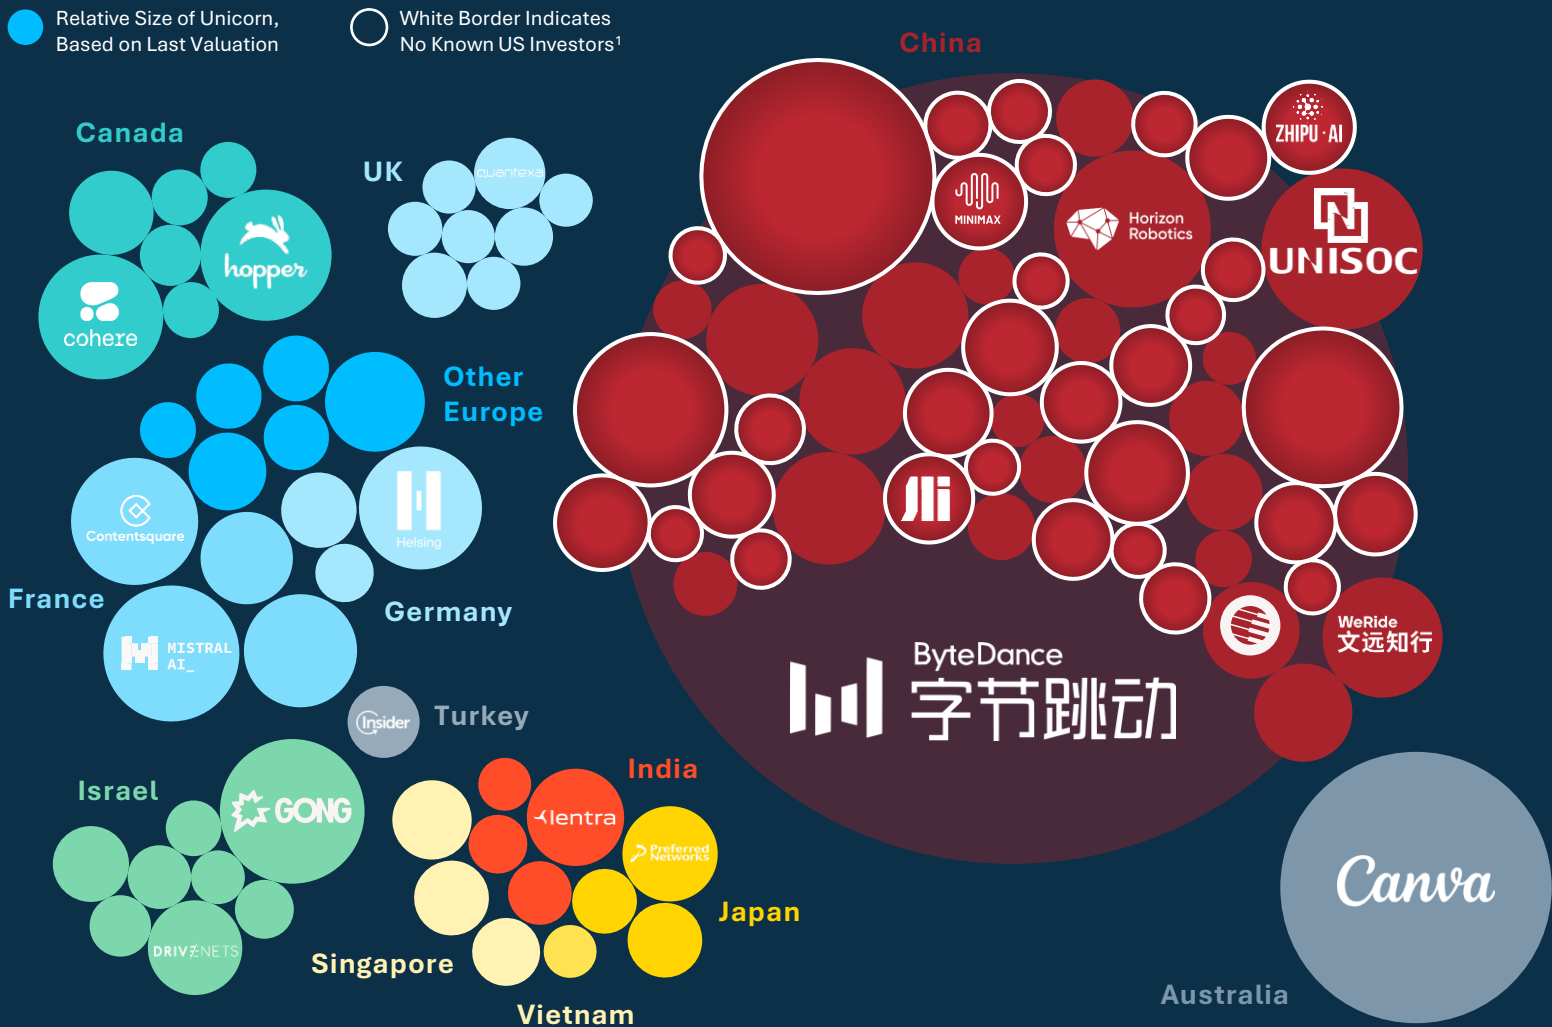 Relative Size of Unicorn,
Based on Last Valuation
White Border Indicates
No Known US Investors¹
China
Canada
UK
quantexa
ZHIPU·AI
MINIMAX
Horizon
Robotics
UNISOC
hopper
cohere
Other
Europe
Contentsquare
Helsing
France
Germany
MISTRAL
AI_
WeRide
文远知行
ByteDance
字节跳动
Insider
Turkey
India
Israel
GONG
lentra
Preferred
Networks
Canva
Japan
DRIVENETS
Singapore
Australia
Vietnam